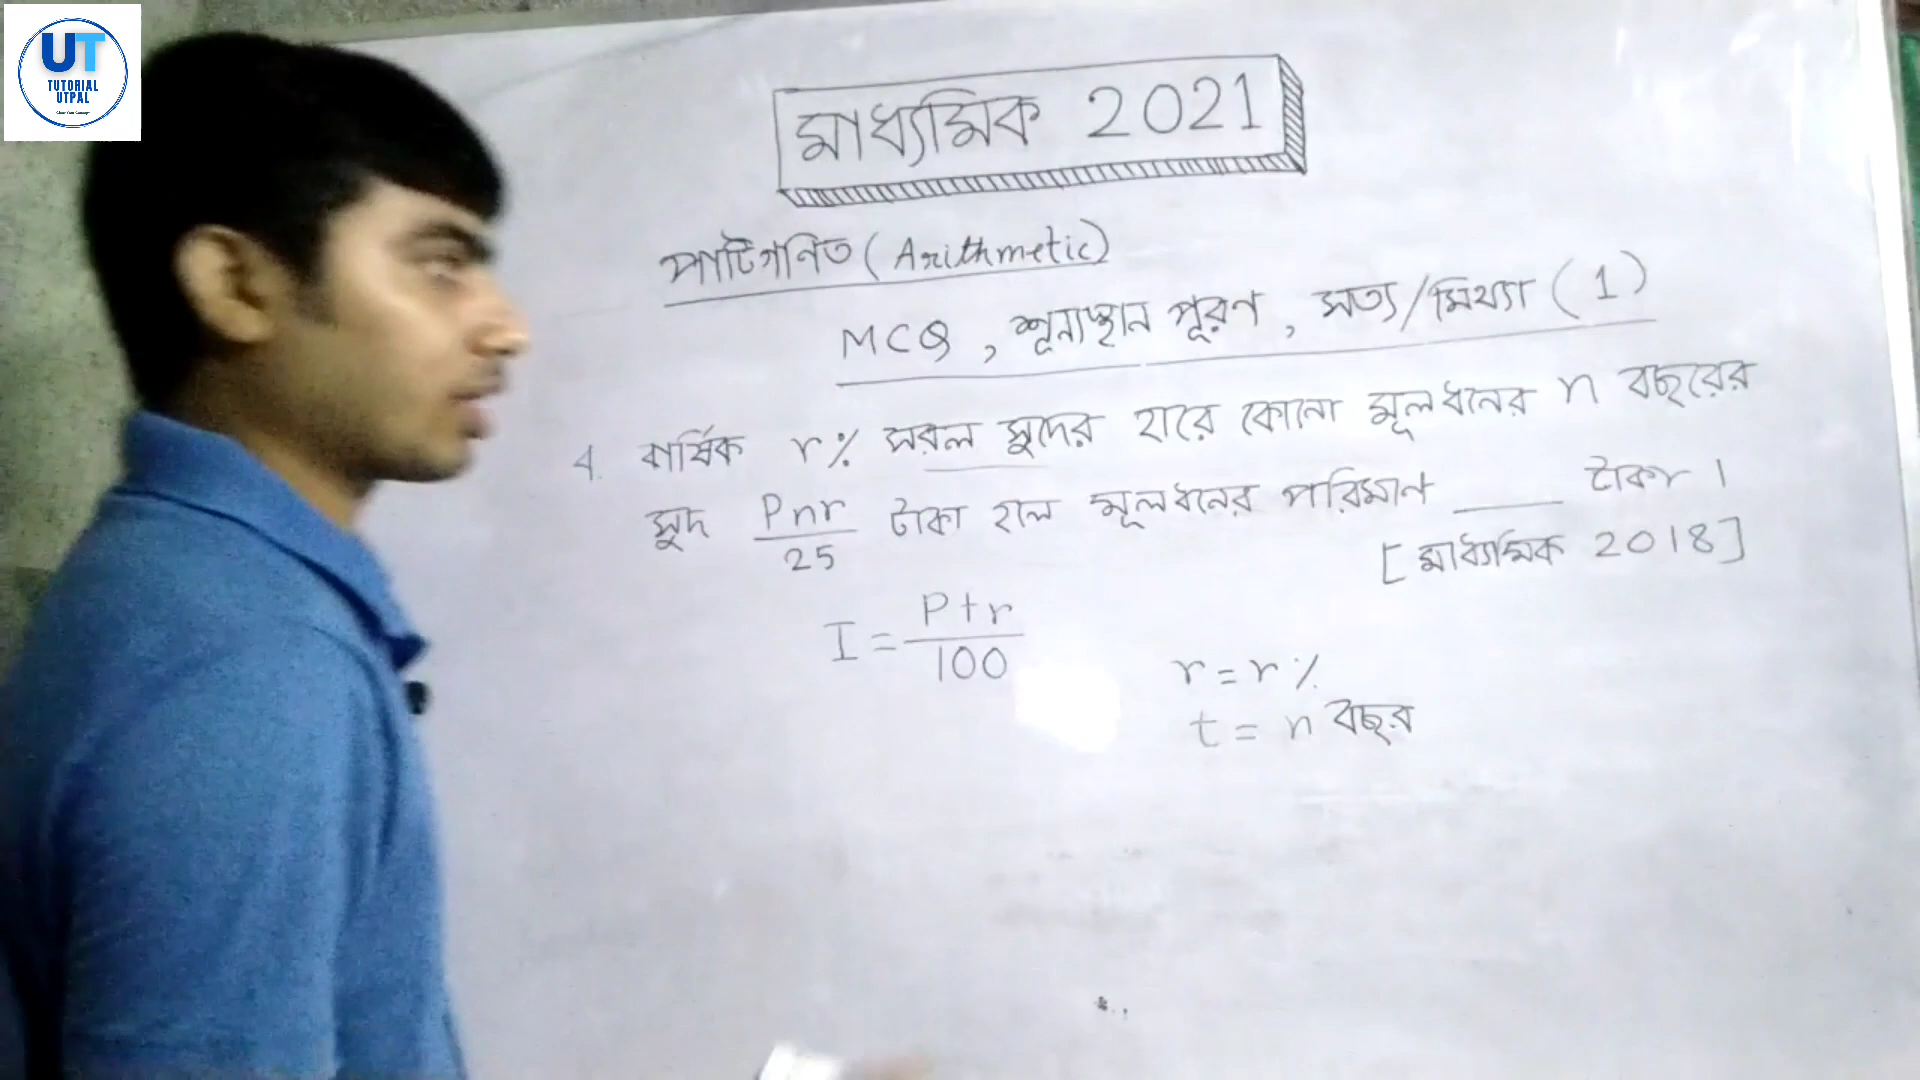 UT
TUTORIAL
UTPAL
মাধ্যমিক 2021
পাটিগণিত (Arithmetic)
MCQ, শূন্যস্থান পূরণ, সত্য/মিথ্যা (1)
4. বার্ষিক r% সরল সুদের হারে কোনো মূলধনের n বছরের
সুদ Pnr/25 টাকা হলে মূলধনের পরিমাণ ____ টাকা।
[মাধ্যমিক 2018]
I = Ptr/100
r = r%
t = n বছর